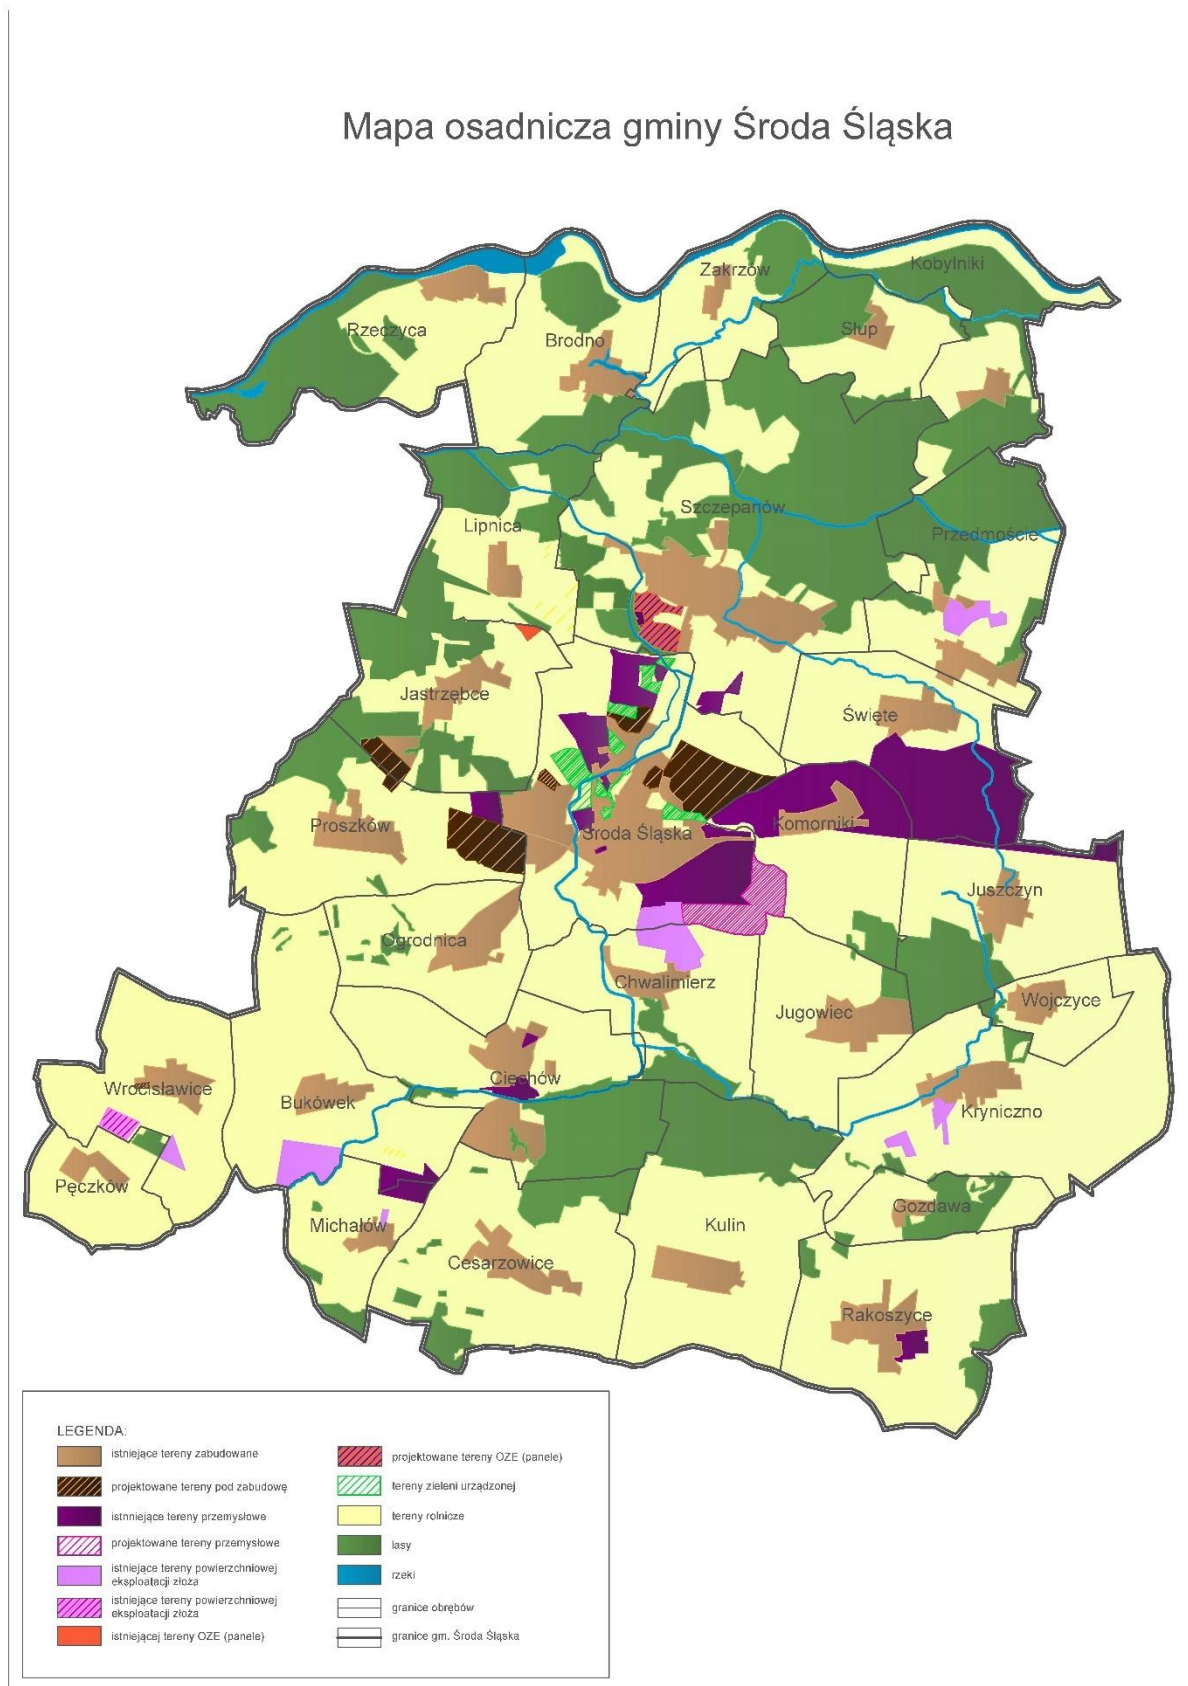 Mapa osadnicza gminy Środa Śląska
Zakrzów
Kobylniki
Rzeczyca
Brodno
Słup
Szczepanów
Lipnica
Przedmoście
Jastrzębce
Święte
Proszków
Środa Śląska
Komorniki
Juszczyn
Ogrodnica
Chwalimierz
Jugowiec
Wojczyce
Wrocisławice
Bukówek
Ciechów
Kryniczno
Pęczków
Michałów
Cesarzowice
Kulin
Gozdawa
Rakoszyce
LEGENDA:
istniejące tereny zabudowane
projektowane tereny pod zabudowę
istnniejące tereny przemysłowe
projektowane tereny przemysłowe
istniejące tereny powierzchniowej
eksploatacji złoża
istniejące tereny powierzchniowej
eksploatacji złoża
istniejącej tereny OZE (panele)
projektowane tereny OZE (panele)
tereny zieleni urządzonej
tereny rolnicze
lasy
rzeki
granice obrębów
granice gm. Środa Śląska